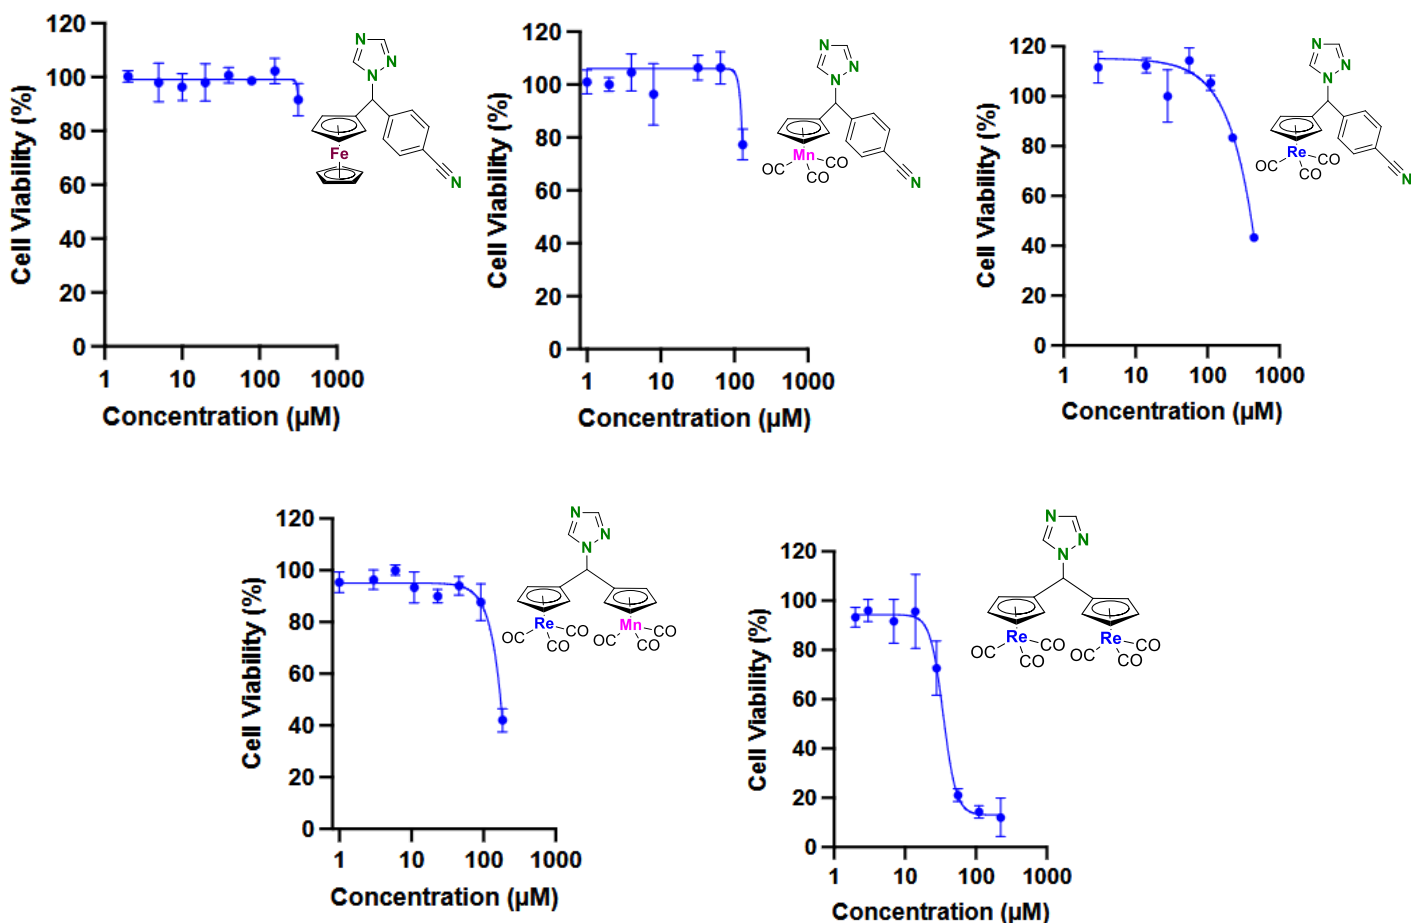 120
100
80
60
40
20
0
Cell Viability (%)
1 10 100 1000
Concentration (µM)
N
N
N
Fe
N
120
100
80
60
40
20
0
Cell Viability (%)
1 10 100 1000
Concentration (µM)
N
N
N
Mn
OC CO
CO
N
120
100
80
60
40
20
0
Cell Viability (%)
1 10 100 1000
Concentration (µM)
N
N
N
Re
OC CO
CO
N
120
100
80
60
40
20
0
Cell Viability (%)
1 10 100 1000
Concentration (µM)
N
N
N
Re Mn
OC CO OC CO
CO CO
120
100
80
60
40
20
0
Cell Viability (%)
1 10 100 1000
Concentration (µM)
N
N
N
Re Re
OC CO OC CO
CO CO